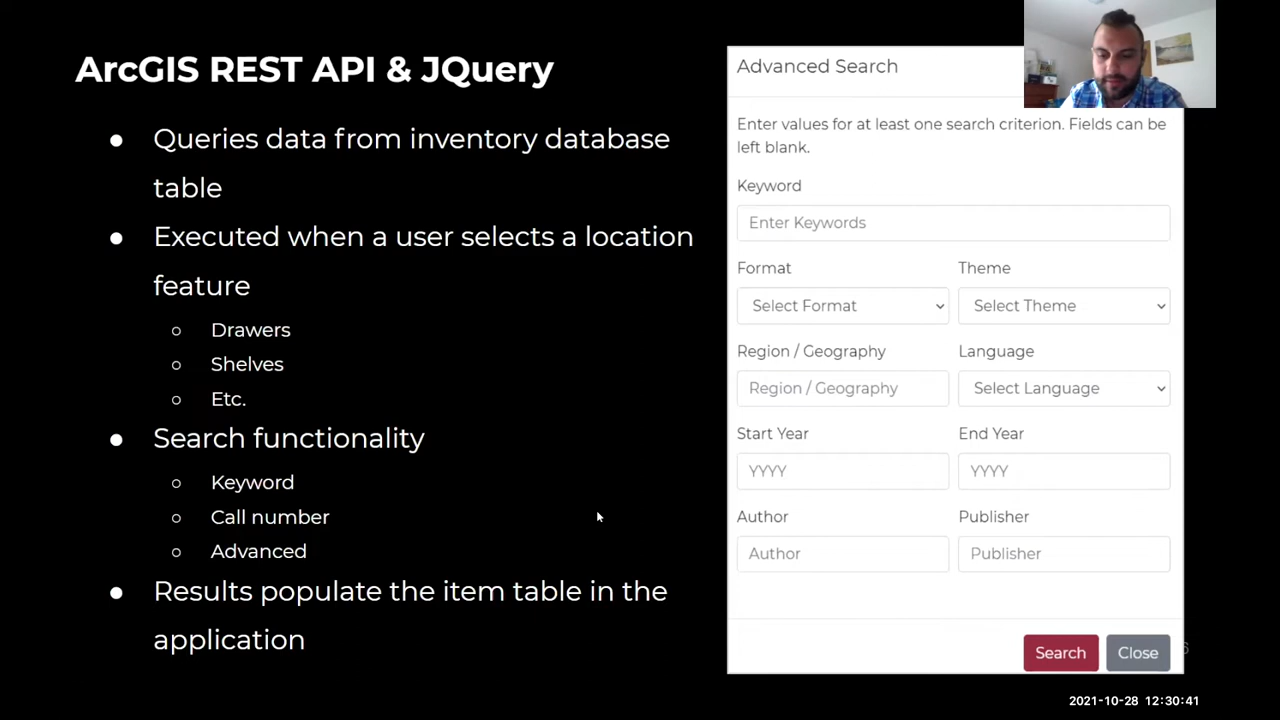 ArcGIS REST API & JQuery
● Queries data from inventory database
table
● Executed when a user selects a location
feature
○ Drawers
○ Shelves
○ Etc.
● Search functionality
○ Keyword
○ Call number
○ Advanced
● Results populate the item table in the
application
Advanced Search
Enter values for at least one search criterion. Fields can be
left blank.
Keyword
Enter Keywords
Format Theme
Select Format Select Theme
Region / Geography Language
Region / Geography Select Language
Start Year End Year
YYYY YYYY
Author Publisher
Author Publisher
Search Close
2021-10-28 12:30:41